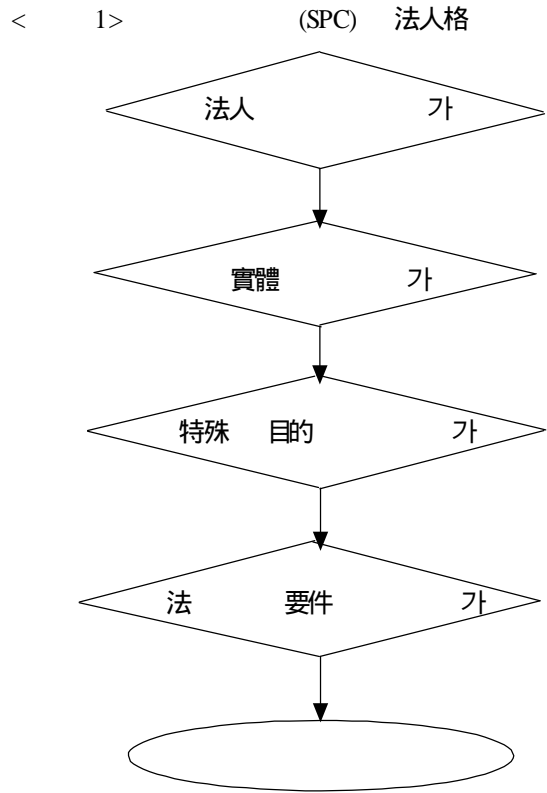 < 1> (SPC) 法人格
法人 가
實體 가
特殊 目的 가
法 要件 가